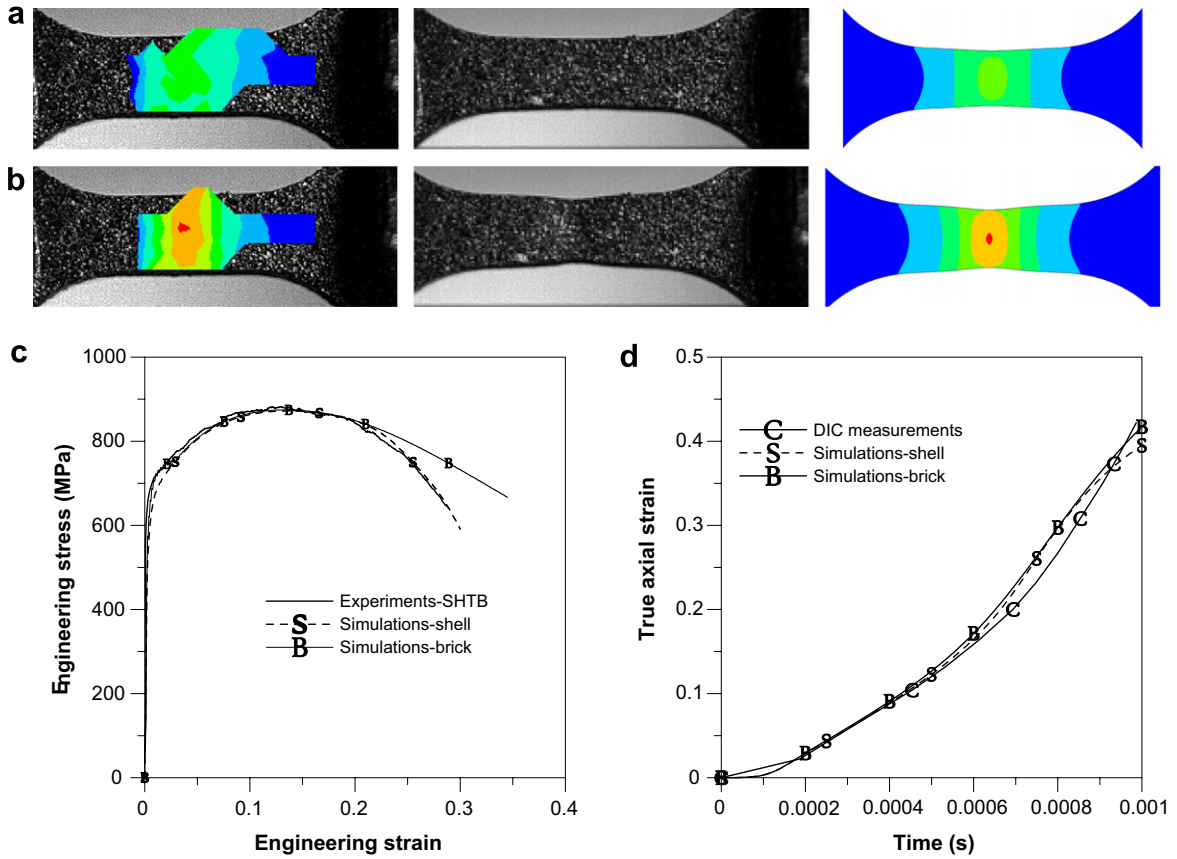 a
b
c
1000
800
600
400
200
0
0
0.1
0.2
0.3
0.4
Engineering stress (MPa)
Engineering strain
Experiments-SHTB
S Simulations-shell
B Simulations-brick
B B S B S B S B B S
d
0.5
0.4
0.3
0.2
0.1
0
0
0.0002
0.0004
0.0006
0.0008
0.001
True axial strain
Time (s)
C DIC measurements
S Simulations-shell
B Simulations-brick
B B S B C S B C S B C C B S